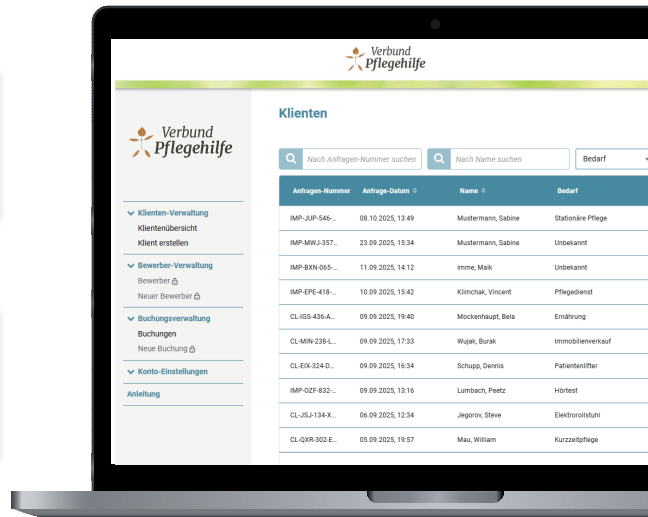 Verbund
Pflegehilfe
Verbund
Pflegehilfe
Klienten-Verwaltung
Klientenübersicht
Klient erstellen
Bewerber-Verwaltung
Bewerber
Neuer Bewerber
Buchungsverwaltung
Buchungen
Neue Buchung
Konto-Einstellungen
Anleitung
Klienten
Nach Anfragen-Nummer suchen Nach Name suchen Bedarf
Anfragen-Nummer Anfrage-Datum Name Bedarf
IMP-JUP-546-... 08.10.2025, 13:49 Mustermann, Sabine Stationäre Pflege
IMP-MWJ-357... 23.09.2025, 15:34 Mustermann, Sabine Unbekannt
IMP-BXN-065-... 11.09.2025, 14:12 imme, Maik Unbekannt
IMP-EPE-418-... 10.09.2025, 15:42 Klimchak, Vincent Pflegedienst
CL-IGS-436-A... 09.09.2025, 19:40 Mockenhaupt, Bela Ernährung
CL-MIN-238-L... 09.09.2025, 17:33 Wujak, Burak Immobilienverkauf
CL-EIX-324-D... 09.09.2025, 16:34 Schupp, Dennis Patientenlifter
IMP-OZF-832-... 09.09.2025, 13:16 Lumbach, Peetz Hörtest
CL-JSJ-134-X... 06.09.2025, 12:34 Jegorov, Steve Elektrorollstuhl
CL-QXR-302-E... 05.09.2025, 19:57 Mau, William Kurzzeitpflege